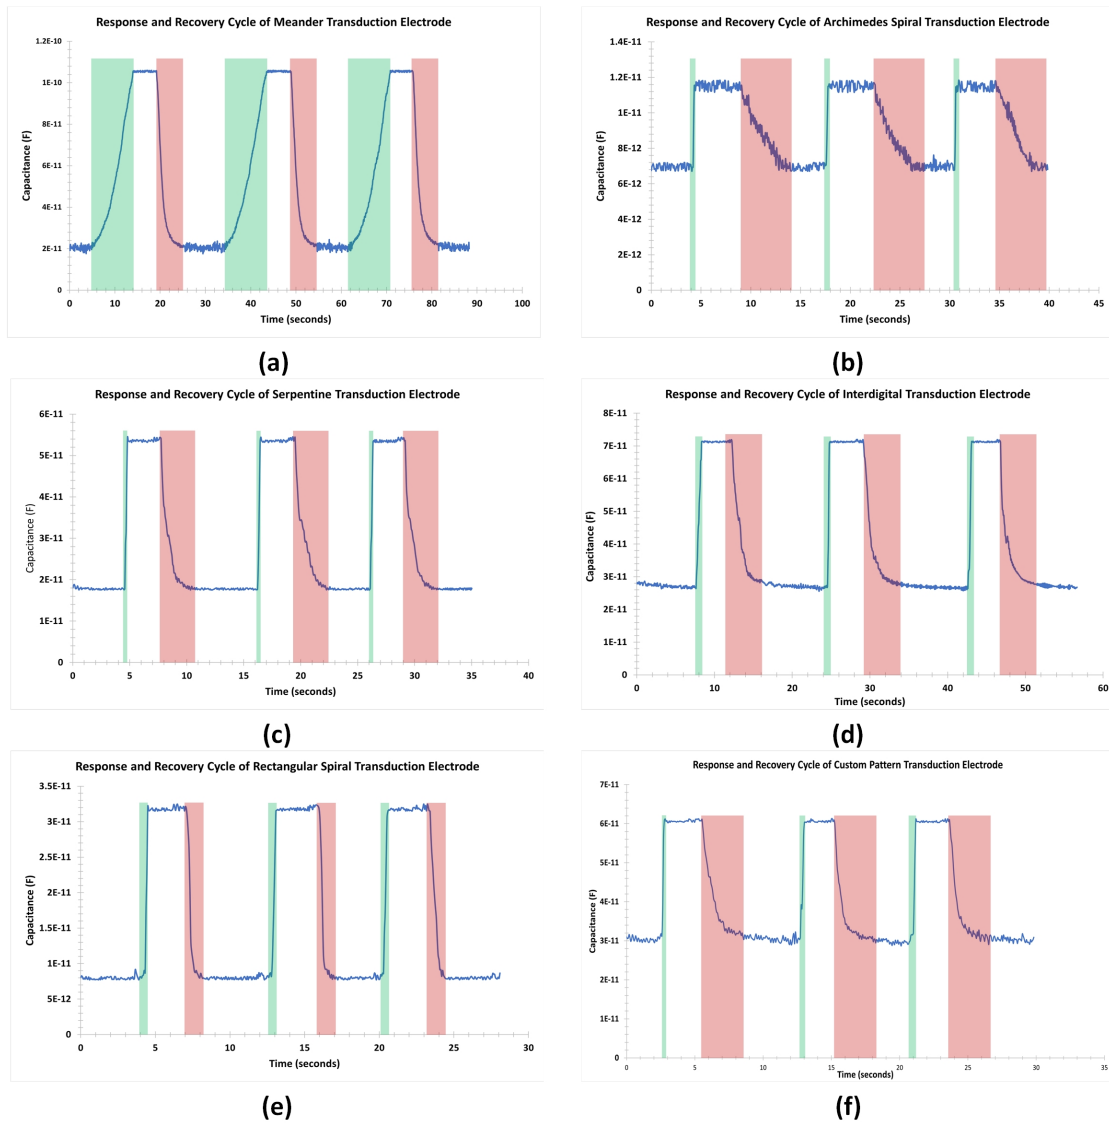 Response and Recovery Cycle of Meander Transduction Electrode
1.2E-10
1E-10
8E-11
6E-11
4E-11
2E-11
0
Capacitance (F)
0 10 20 30 40 50 60 70 80 90 100
Time (seconds)
(a)
Response and Recovery Cycle of Archimedes Spiral Transduction Electrode
1.4E-11
1.2E-11
1E-11
8E-12
6E-12
4E-12
2E-12
0
Capacitance (F)
0 5 10 15 20 25 30 35 40 45
Time (seconds)
(b)
Response and Recovery Cycle of Serpentine Transduction Electrode
6E-11
5E-11
4E-11
3E-11
2E-11
1E-11
0
Capacitance (F)
0 5 10 15 20 25 30 35 40
Time (seconds)
(c)
Response and Recovery Cycle of Interdigital Transduction Electrode
8E-11
7E-11
6E-11
5E-11
4E-11
3E-11
2E-11
1E-11
0
Capacitance (F)
0 10 20 30 40 50 60
Time (seconds)
(d)
Response and Recovery Cycle of Rectangular Spiral Transduction Electrode
3.5E-11
3E-11
2.5E-11
2E-11
1.5E-11
1E-11
5E-12
0
Capacitance (F)
0 5 10 15 20 25 30
Time (seconds)
(e)
Response and Recovery Cycle of Custom Pattern Transduction Electrode
7E-11
6E-11
5E-11
4E-11
3E-11
2E-11
1E-11
0
Capacitance (F)
0 5 10 15 20 25 30 35
Time (seconds)
(f)